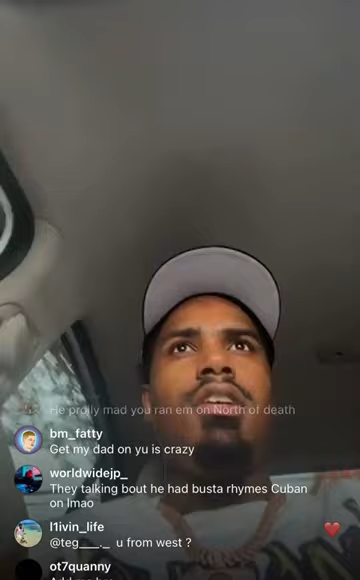 He prolly mad you ran em on North of death
bm_fatty
Get my dad on yu is crazy
worldwidejp_
They talking bout he had busta rhymes Cuban
on lmao
l1ivin_life
@teg___._ u from west ?
ot7quanny